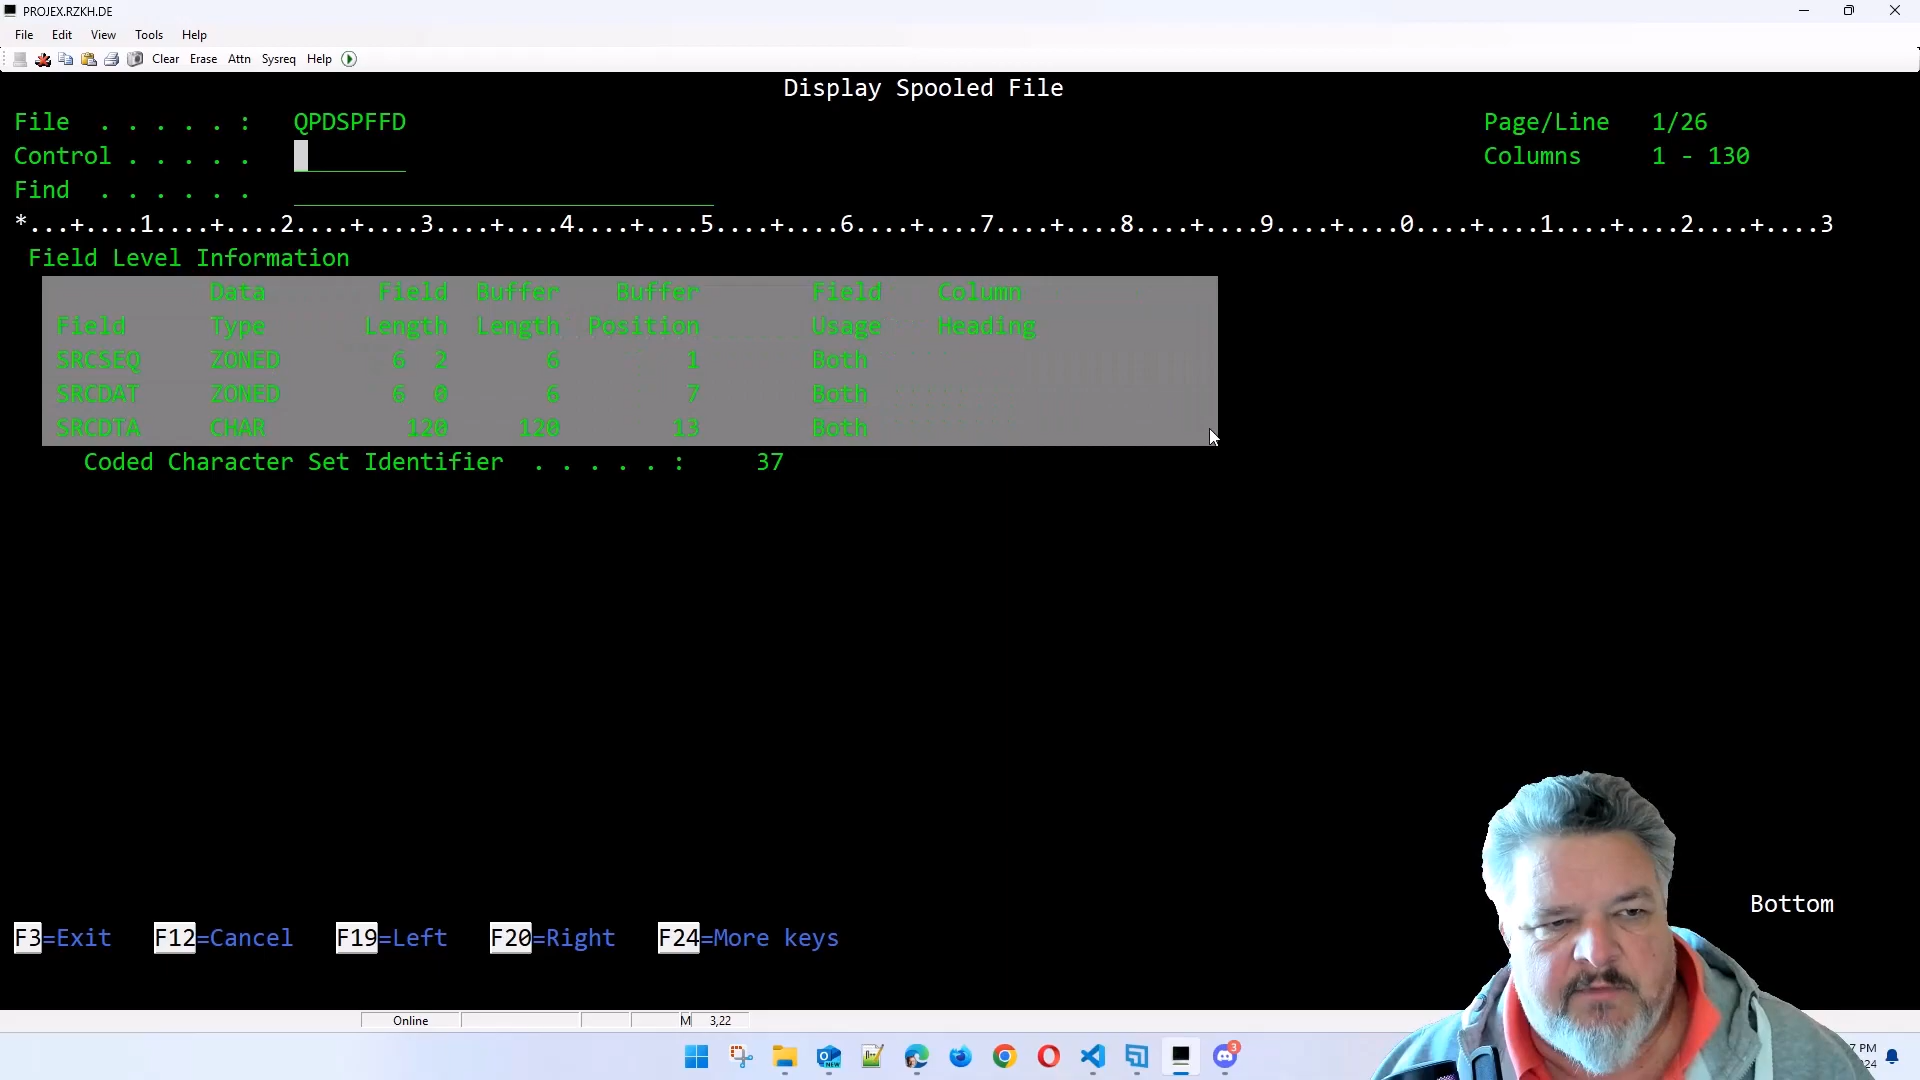 PROJEX.RZKH.DE
File Edit View Tools Help
Clear Erase Attn Sysreq Help
Display Spooled File
File . . . . . : QPDSPFFD Page/Line 1/26
Control . . . . . Columns 1 - 130
Find . . . . . .
*...+....1....+....2....+....3....+....4....+....5....+....6....+....7....+....8....+....9....+....0....+....1....+....2....+....3
Field Level Information
Data Field Buffer Buffer Field Column
Field Type Length Length Position Usage Heading
SRCSEQ ZONED 6 2 6 1 Both
SRCDAT ZONED 6 0 6 7 Both
SRCDTA CHAR 120 120 13 Both
Coded Character Set Identifier . . . . . : 37
Bottom
F3=Exit F12=Cancel F19=Left F20=Right F24=More keys
Online M 3,22
NEW 3 7 PM